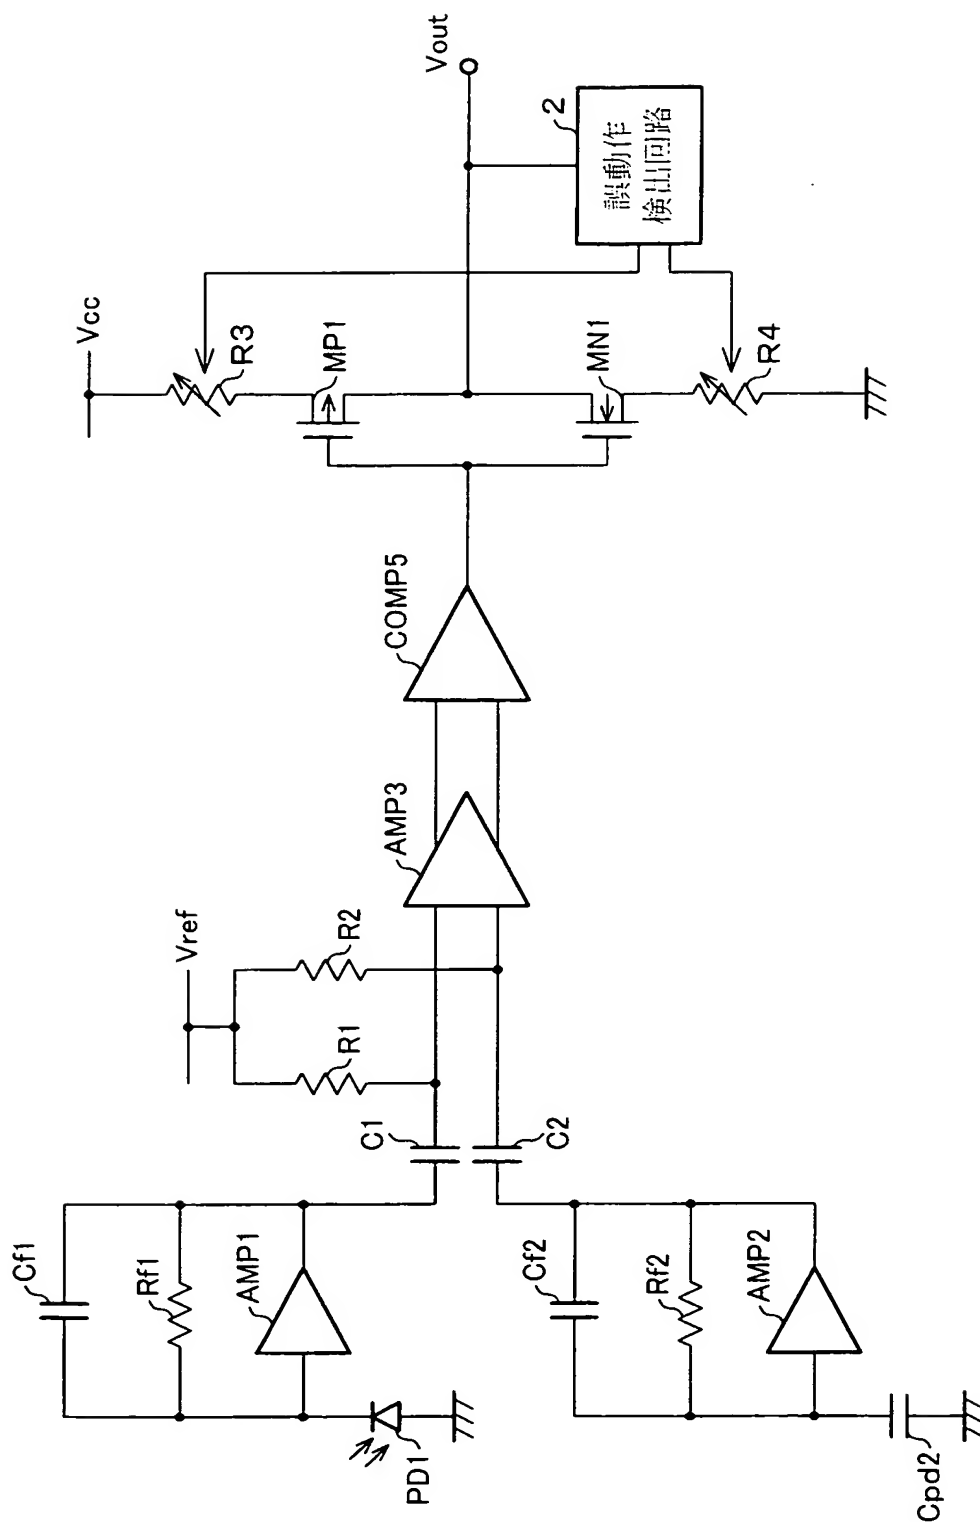 Cf1
Rf1
AMP1
PD1
Cf2
Rf2
AMP2
Cpd2
C1
C2
Vref
R1
R2
AMP3
COMP5
Vcc
R3
MP1
MN1
R4
Vout
2
誤動作
検出回路